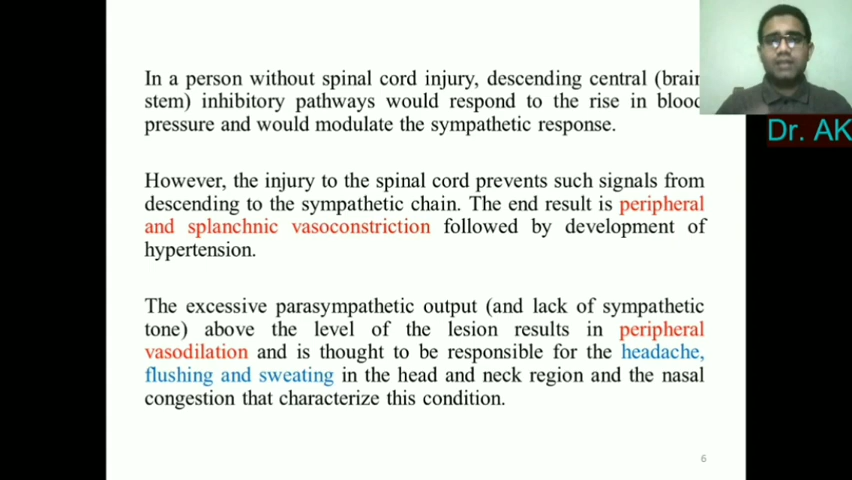 In a person without spinal cord injury, descending central (brain
stem) inhibitory pathways would respond to the rise in blood
pressure and would modulate the sympathetic response.
However, the injury to the spinal cord prevents such signals from
descending to the sympathetic chain. The end result is peripheral
and splanchnic vasoconstriction followed by development of
hypertension.
The excessive parasympathetic output (and lack of sympathetic
tone) above the level of the lesion results in peripheral
vasodilation and is thought to be responsible for the headache,
flushing and sweating in the head and neck region and the nasal
congestion that characterize this condition.
Dr. AK
6